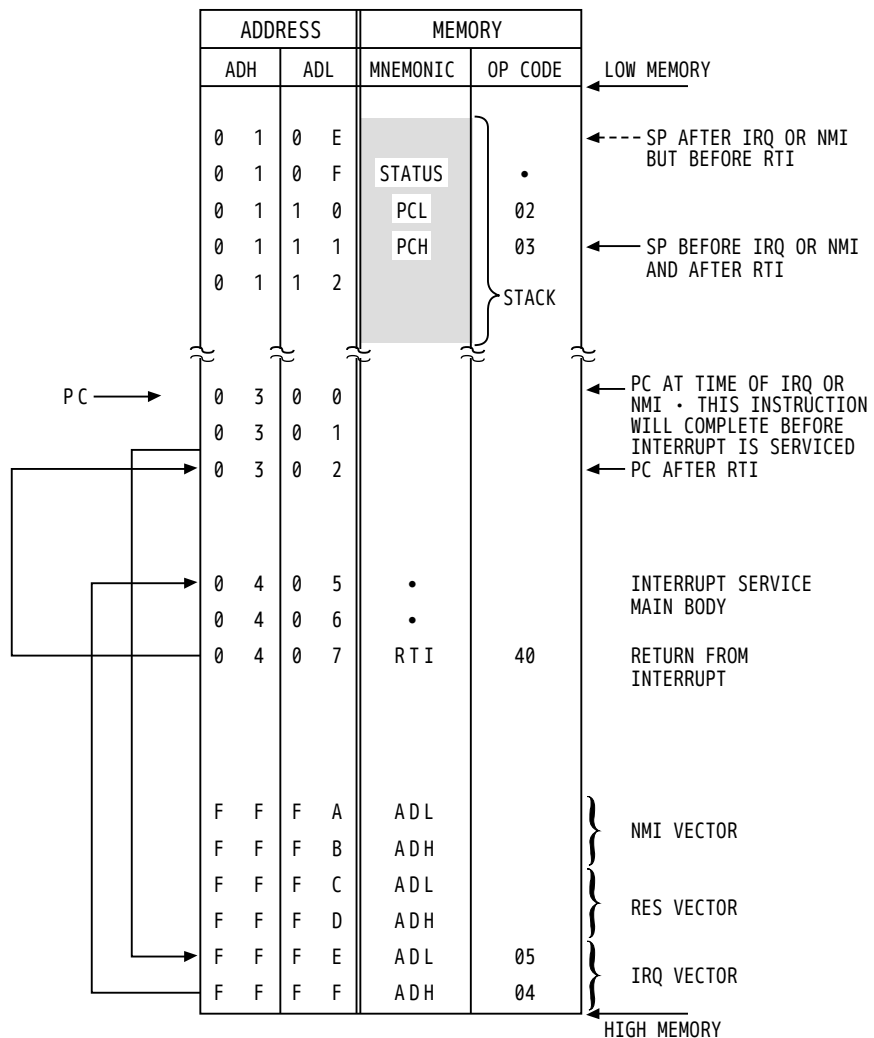 ADDRESS MEMORY
ADH ADL MNEMONIC OP CODE LOW MEMORY
0 1 0 E SP AFTER IRQ OR NMI
BUT BEFORE RTI
0 1 0 F STATUS •
0 1 1 0 PCL 02
0 1 1 1 PCH 03 SP BEFORE IRQ OR NMI
AND AFTER RTI
0 1 1 2
STACK
PC 0 3 0 0 PC AT TIME OF IRQ OR
NMI · THIS INSTRUCTION
0 3 0 1 WILL COMPLETE BEFORE
INTERRUPT IS SERVICED
0 3 0 2 PC AFTER RTI
0 4 0 5 • INTERRUPT SERVICE
MAIN BODY
0 4 0 6 •
0 4 0 7 RTI 40 RETURN FROM
INTERRUPT
F F F A ADL
NMI VECTOR
F F F B ADH
F F F C ADL
RES VECTOR
F F F D ADH
F F F E ADL 05
IRQ VECTOR
F F F F ADH 04
HIGH MEMORY